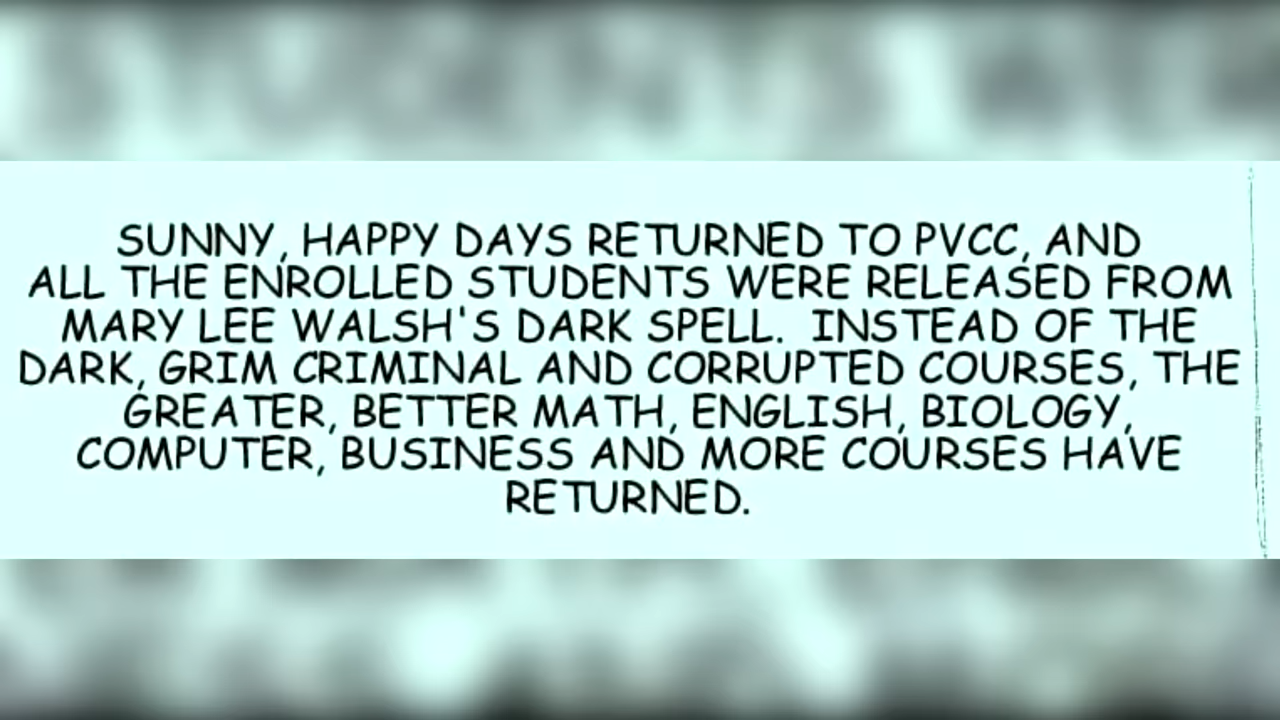 SUNNY, HAPPY DAYS RETURNED TO PVCC, AND
ALL THE ENROLLED STUDENTS WERE RELEASED FROM
MARY LEE WALSH'S DARK SPELL.  INSTEAD OF THE
DARK, GRIM CRIMINAL AND CORRUPTED COURSES, THE
GREATER, BETTER MATH, ENGLISH, BIOLOGY,
COMPUTER, BUSINESS AND MORE COURSES HAVE
RETURNED.